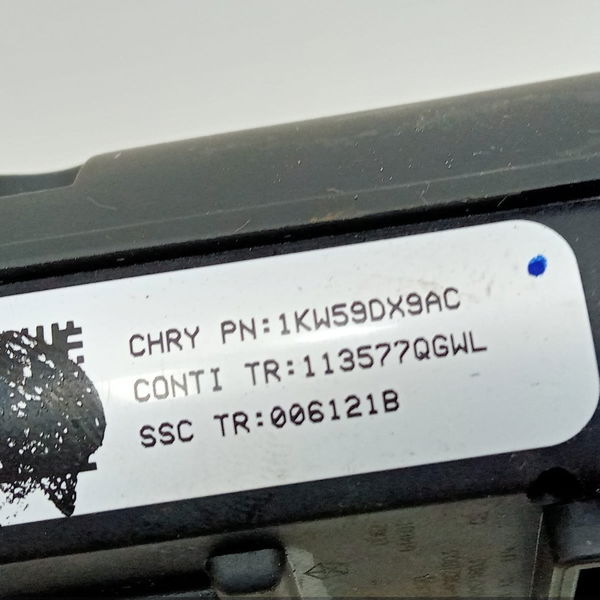 CHRY PN:1KW59DX9AC
CONTI TR:113577QGWL
SSC TR:006121B